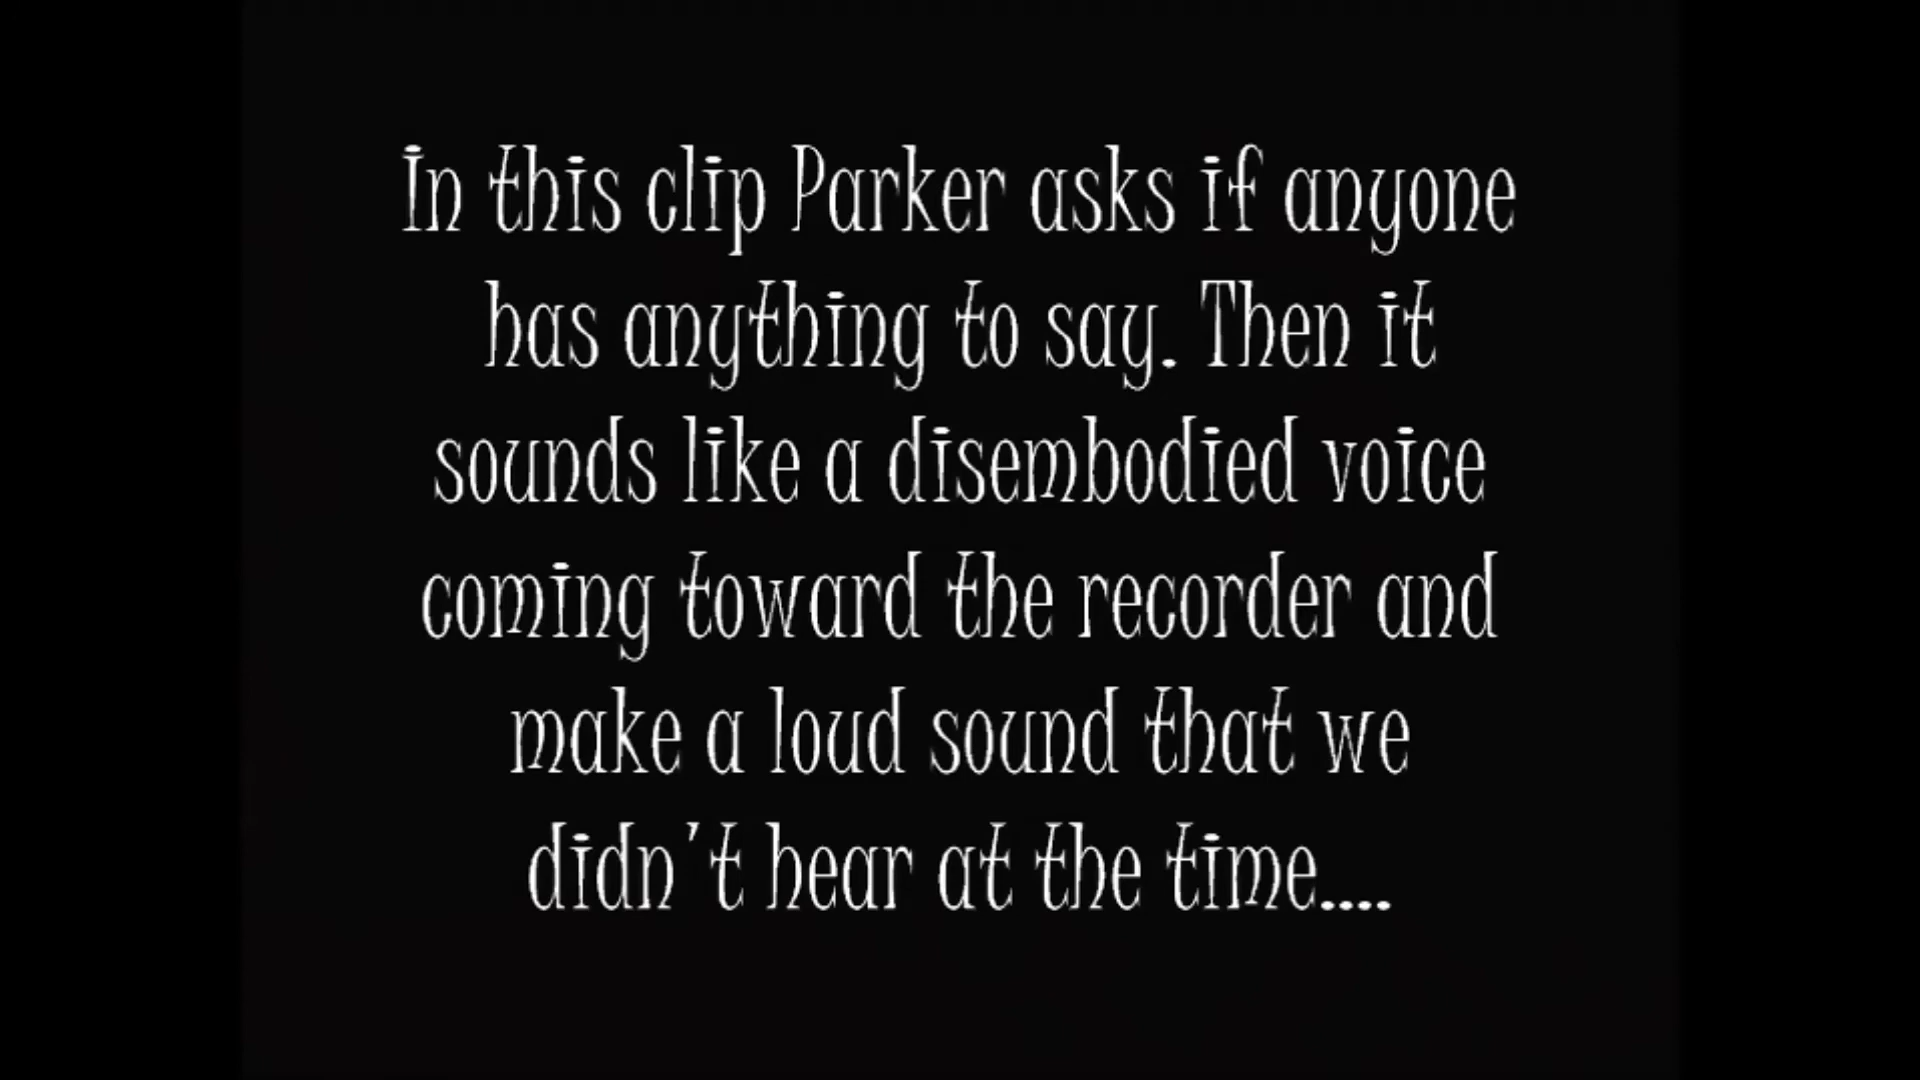 In this clip Parker asks if anyone
has anything to say. Then it
sounds like a disembodied voice
coming toward the recorder and
make a loud sound that we
didn't hear at the time....